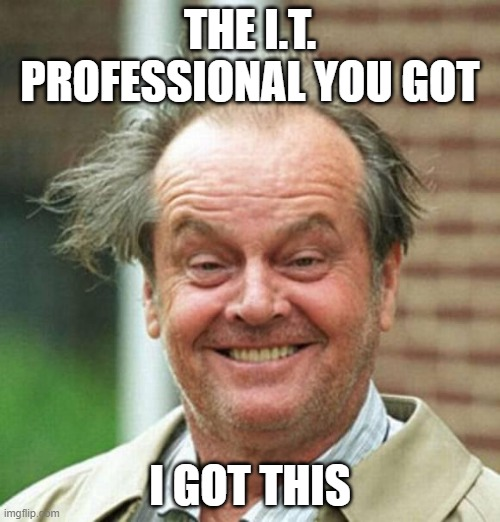 THE I.T.
PROFESSIONAL YOU GOT
I GOT THIS
imgflip.com